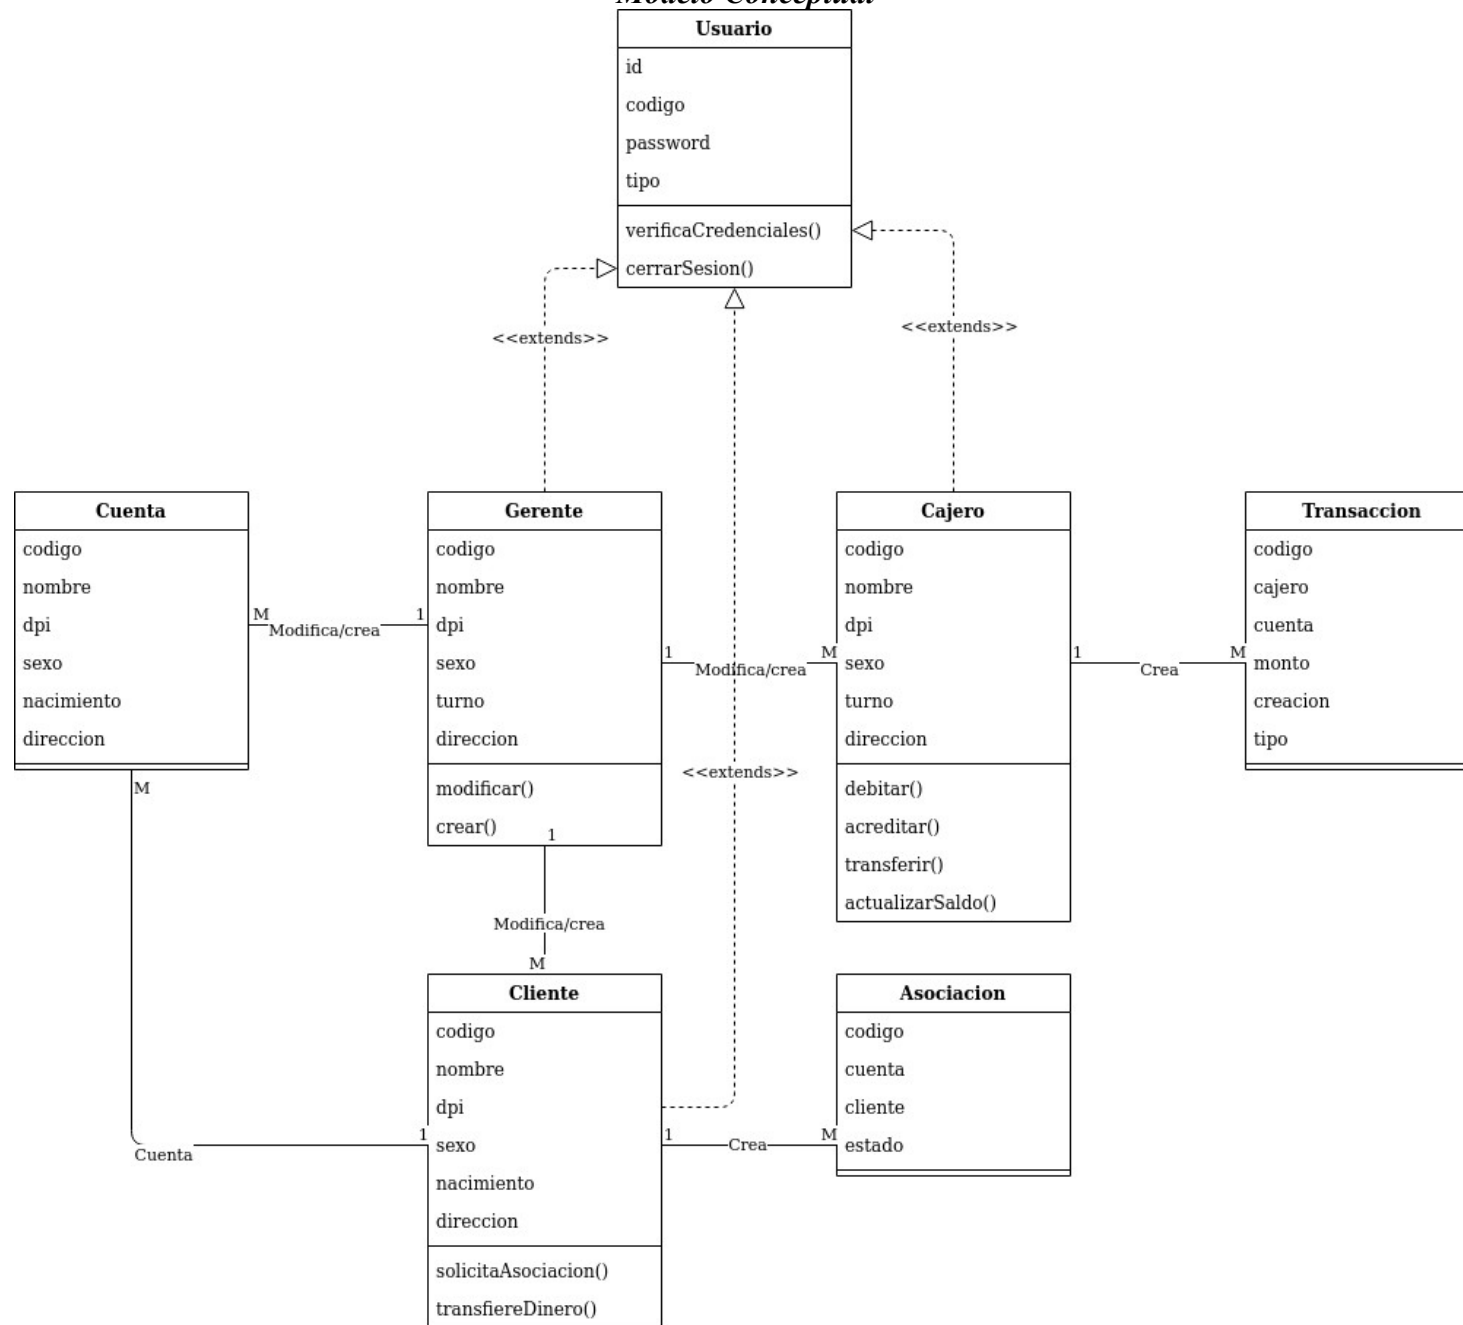 Modelo Conceptual
Usuario
id
codigo
password
tipo
verificaCredenciales()
cerrarSesion()
<<extends>>
<<extends>>
Cuenta
codigo
nombre
dpi
sexo
nacimiento
direccion
M
Modifica/crea
1
Gerente
codigo
nombre
dpi
sexo
turno
direccion
modificar()
crear()
1
Modifica/crea
M
Cajero
codigo
nombre
dpi
sexo
turno
direccion
debitar()
acreditar()
transferir()
actualizarSaldo()
1
Crea
M
Transaccion
codigo
cajero
cuenta
monto
creacion
tipo
<<extends>>
M
Cuenta
1
1
Modifica/crea
M
Cliente
codigo
nombre
dpi
sexo
nacimiento
direccion
solicitaAsociacion()
transfiereDinero()
1
Crea
M
Asociacion
codigo
cuenta
cliente
estado